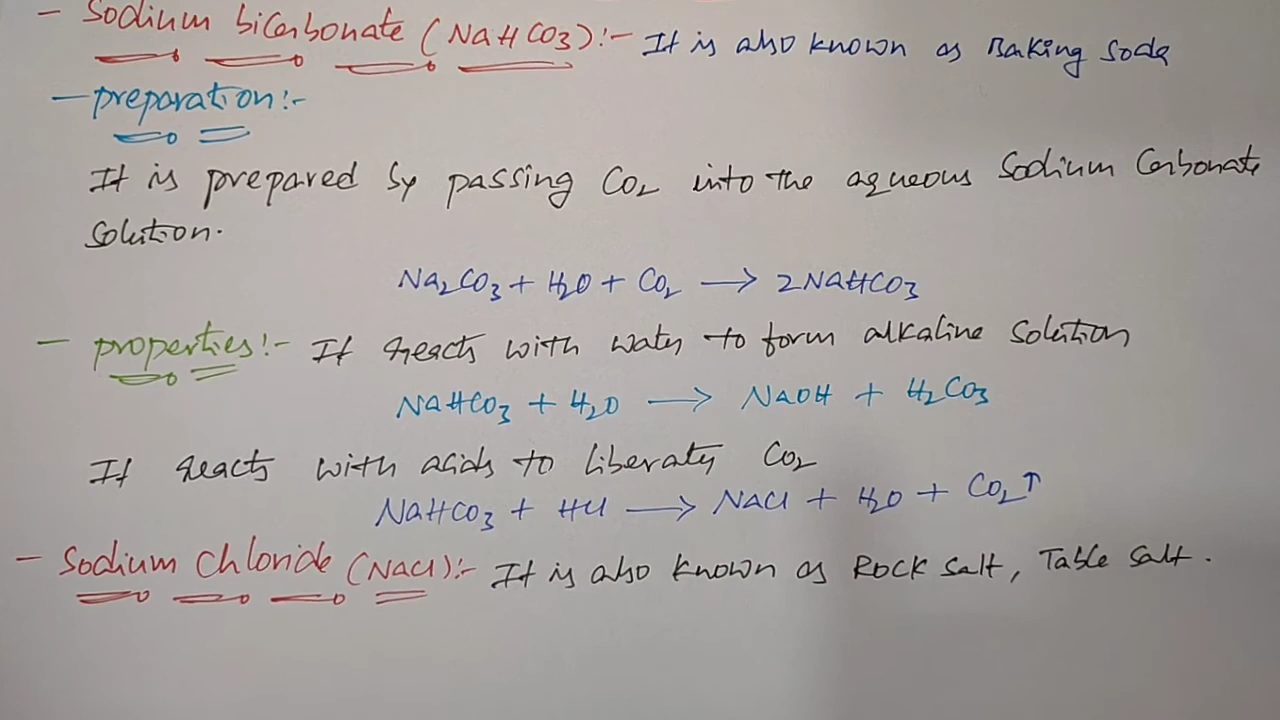 - Sodium bicarbonate (NaHCO3):- It is also known as Baking soda
- preparation:-
It is prepared by passing CO2 into the aqueous Sodium Carbonate
solution.
Na2CO3 + H2O + CO2 → 2NaHCO3
- properties:- It reacts with water to form alkaline solution
NaHCO3 + H2O → NaOH + H2CO3
It reacts with acids to liberates CO2
NaHCO3 + HCl → NaCl + H2O + CO2↑
- Sodium Chloride (NaCl):- It is also known as Rock salt, Table salt.